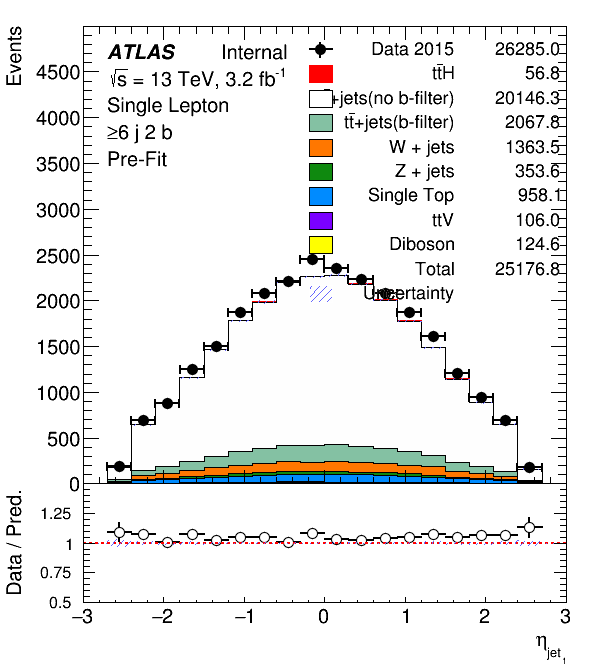 Events
ATLAS Internal
√s = 13 TeV, 3.2 fb⁻¹
Single Lepton
≥6 j 2 b
Pre-Fit
Data 2015 26285.0
tt̄H 56.8
+jets(no b-filter) 20146.3
tt̄+jets(b-filter) 2067.8
W + jets 1363.5
Z + jets 353.6
Single Top 958.1
ttV 106.0
Diboson 124.6
Total 25176.8
Uncertainty
4500
4000
3500
3000
2500
2000
1500
1000
500
0
Data / Pred.
1.25
1
0.75
0.5
−3 −2 −1 0 1 2 3
η_jet₁